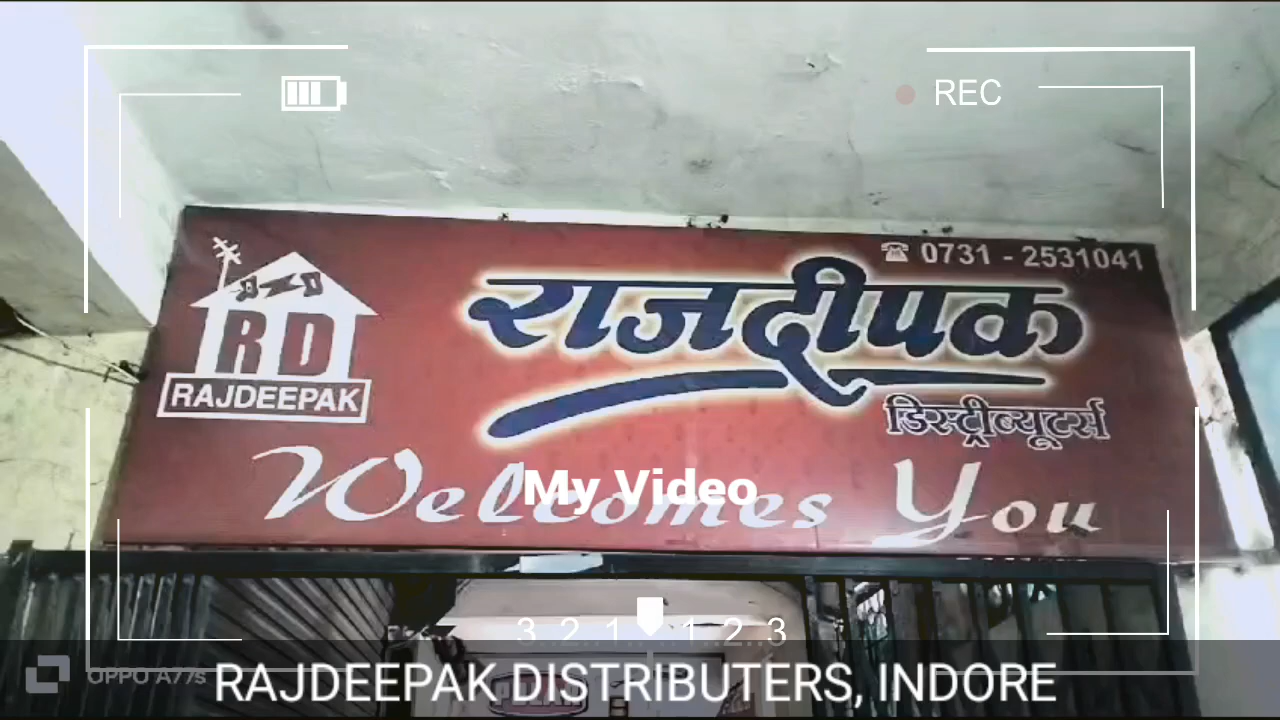 REC
☎ 0731 - 2531041
राजदीपक
RD
RAJDEEPAK
डिस्ट्रीब्यूटर्स
Welcomes You
My Video
3..2..1 1..2..3
OPPO A77s
RAJDEEPAK DISTRIBUTERS, INDORE